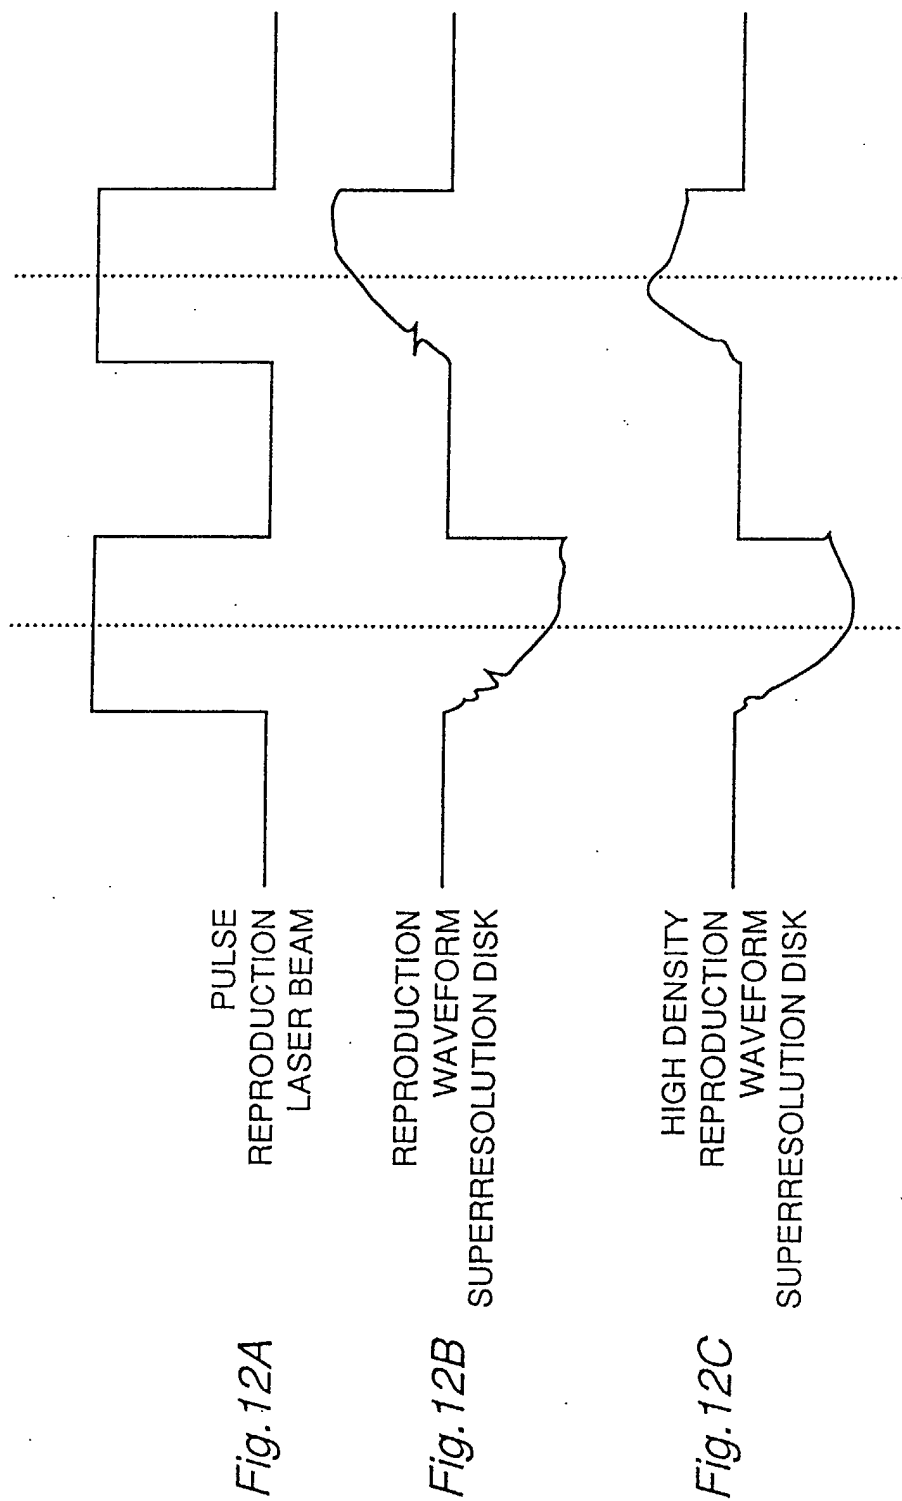 Fig. 12A
PULSE
REPRODUCTION
LASER BEAM
Fig. 12B
REPRODUCTION
WAVEFORM
SUPERRESOLUTION DISK
Fig. 12C
HIGH DENSITY
REPRODUCTION
WAVEFORM
SUPERRESOLUTION DISK